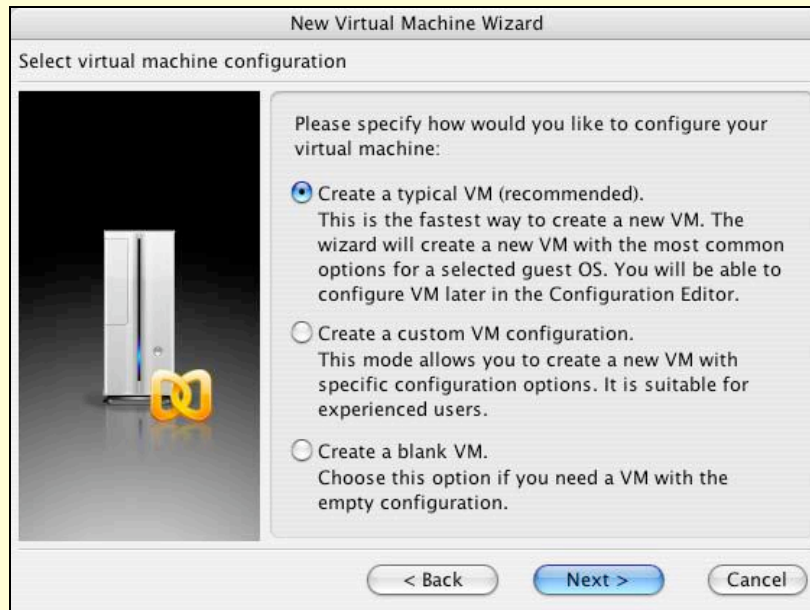 New Virtual Machine Wizard
Select virtual machine configuration
Please specify how would you like to configure your
virtual machine:
Create a typical VM (recommended).
This is the fastest way to create a new VM. The
wizard will create a new VM with the most common
options for a selected guest OS. You will be able to
configure VM later in the Configuration Editor.
Create a custom VM configuration.
This mode allows you to create a new VM with
specific configuration options. It is suitable for
experienced users.
Create a blank VM.
Choose this option if you need a VM with the
empty configuration.
< Back
Next >
Cancel